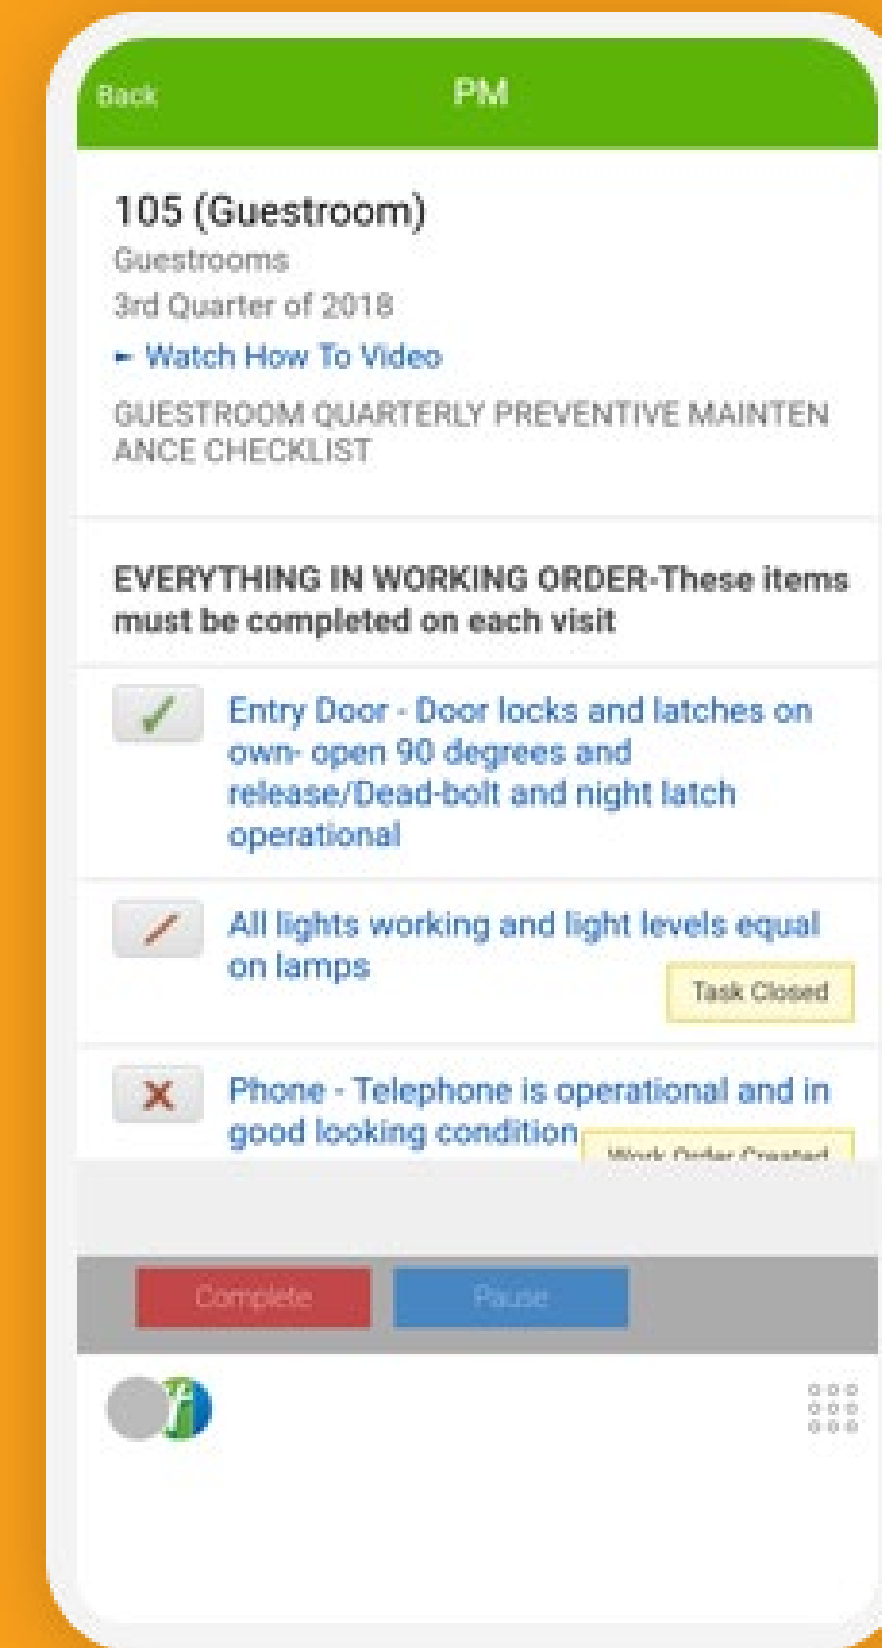 Back
PM
105 (Guestroom)
Guestrooms
3rd Quarter of 2018
► Watch How To Video
GUESTROOM QUARTERLY PREVENTIVE MAINTEN
ANCE CHECKLIST
EVERYTHING IN WORKING ORDER-These items
must be completed on each visit
Entry Door - Door locks and latches on
own- open 90 degrees and
release/Dead-bolt and night latch
operational
All lights working and light levels equal
on lamps
Task Closed
Phone - Telephone is operational and in
good looking condition
Work Order Created
Complete
Pause